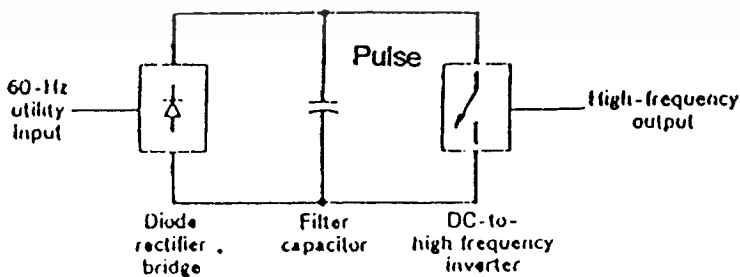 Pulse
60-Hz
utility
input
High-frequency
output
Diode
rectifier
bridge
Filter
capacitor
DC-to-
high frequency
inverter